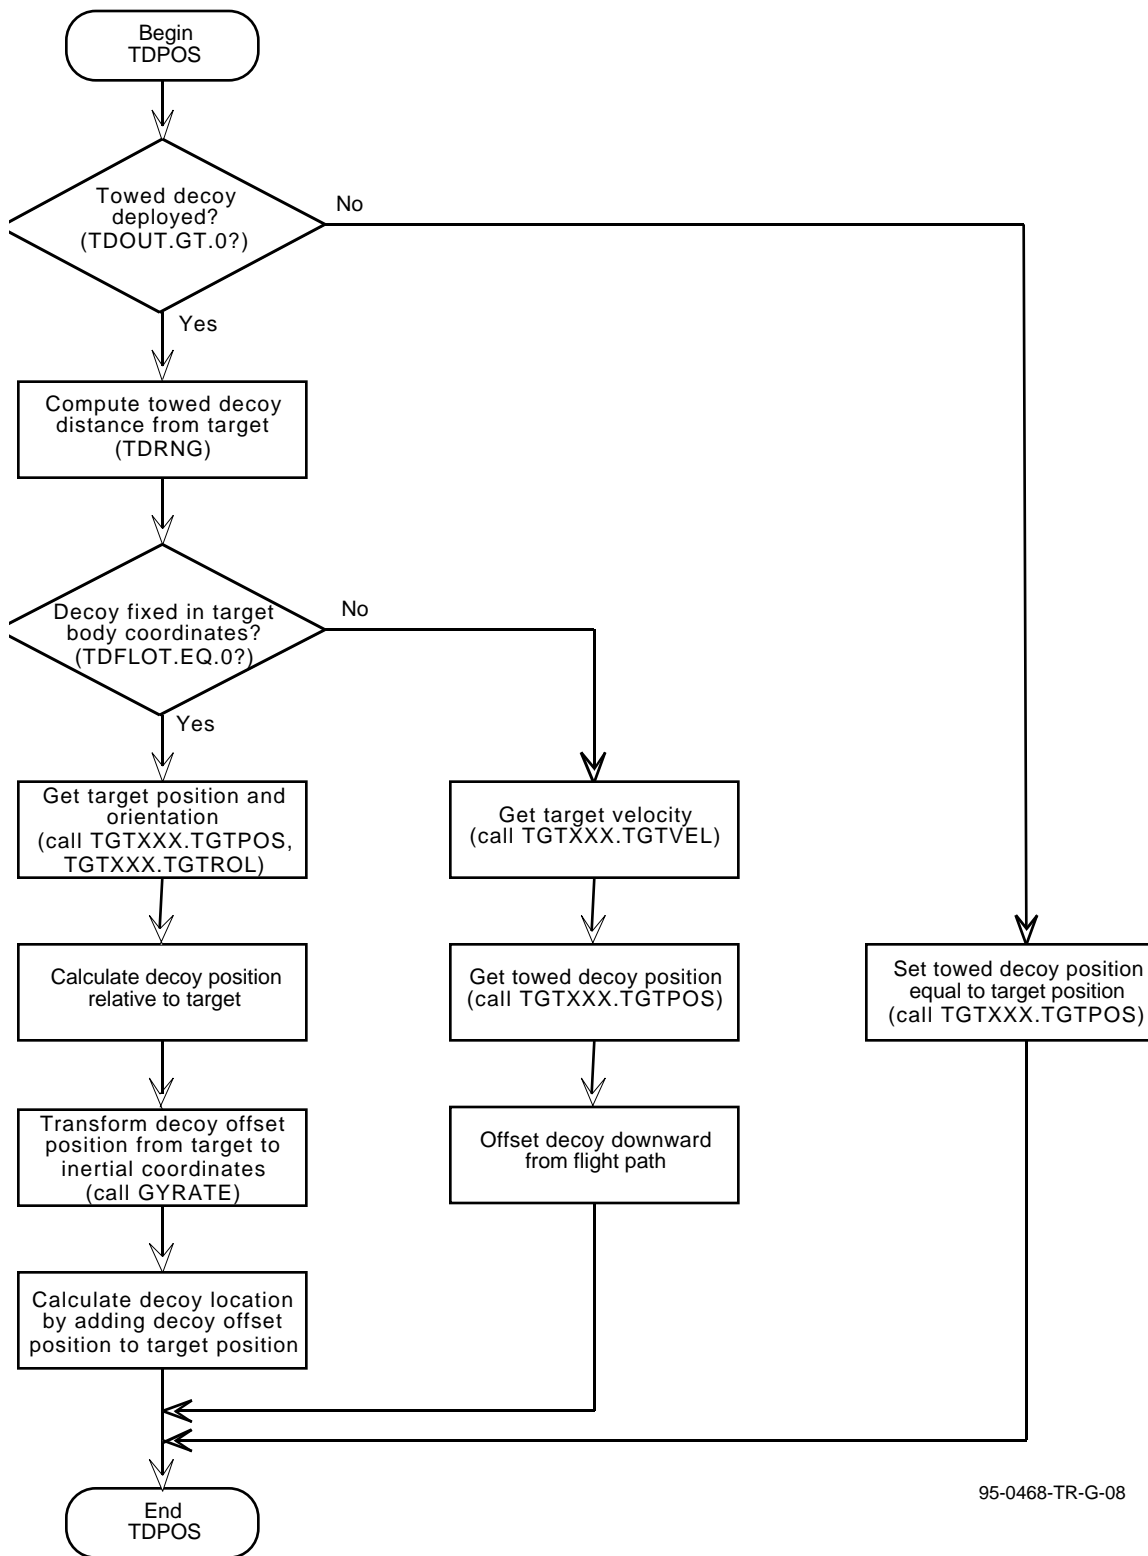 Begin
TDPOS
Towed decoy
deployed?
(TDOUT.GT.0?)
No
Yes
Compute towed decoy
distance from target
(TDRNG)
Decoy fixed in target
body coordinates?
(TDFLOT.EQ.0?)
No
Yes
Get target position and
orientation
(call TGTXXX.TGTPOS,
TGTXXX.TGTROL)
Get target velocity
(call TGTXXX.TGTVEL)
Calculate decoy position
relative to target
Get towed decoy position
(call TGTXXX.TGTPOS)
Set towed decoy position
equal to target position
(call TGTXXX.TGTPOS)
Transform decoy offset
position from target to
inertial coordinates
(call GYRATE)
Offset decoy downward
from flight path
Calculate decoy location
by adding decoy offset
position to target position
End
TDPOS
95-0468-TR-G-08